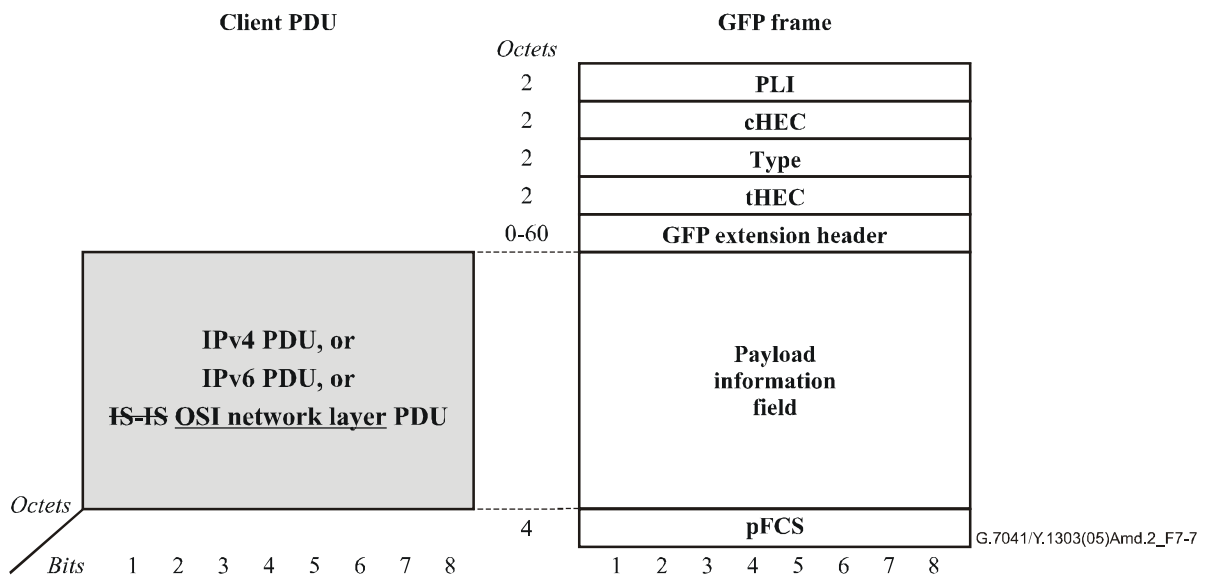 Client PDU
GFP frame
Octets
2 PLI
2 cHEC
2 Type
2 tHEC
0-60 GFP extension header
IPv4 PDU, or
IPv6 PDU, or
IS-IS OSI network layer PDU
Payload
information
field
Octets
4 pFCS
G.7041/Y.1303(05)Amd.2_F7-7
Bits 1 2 3 4 5 6 7 8
1 2 3 4 5 6 7 8